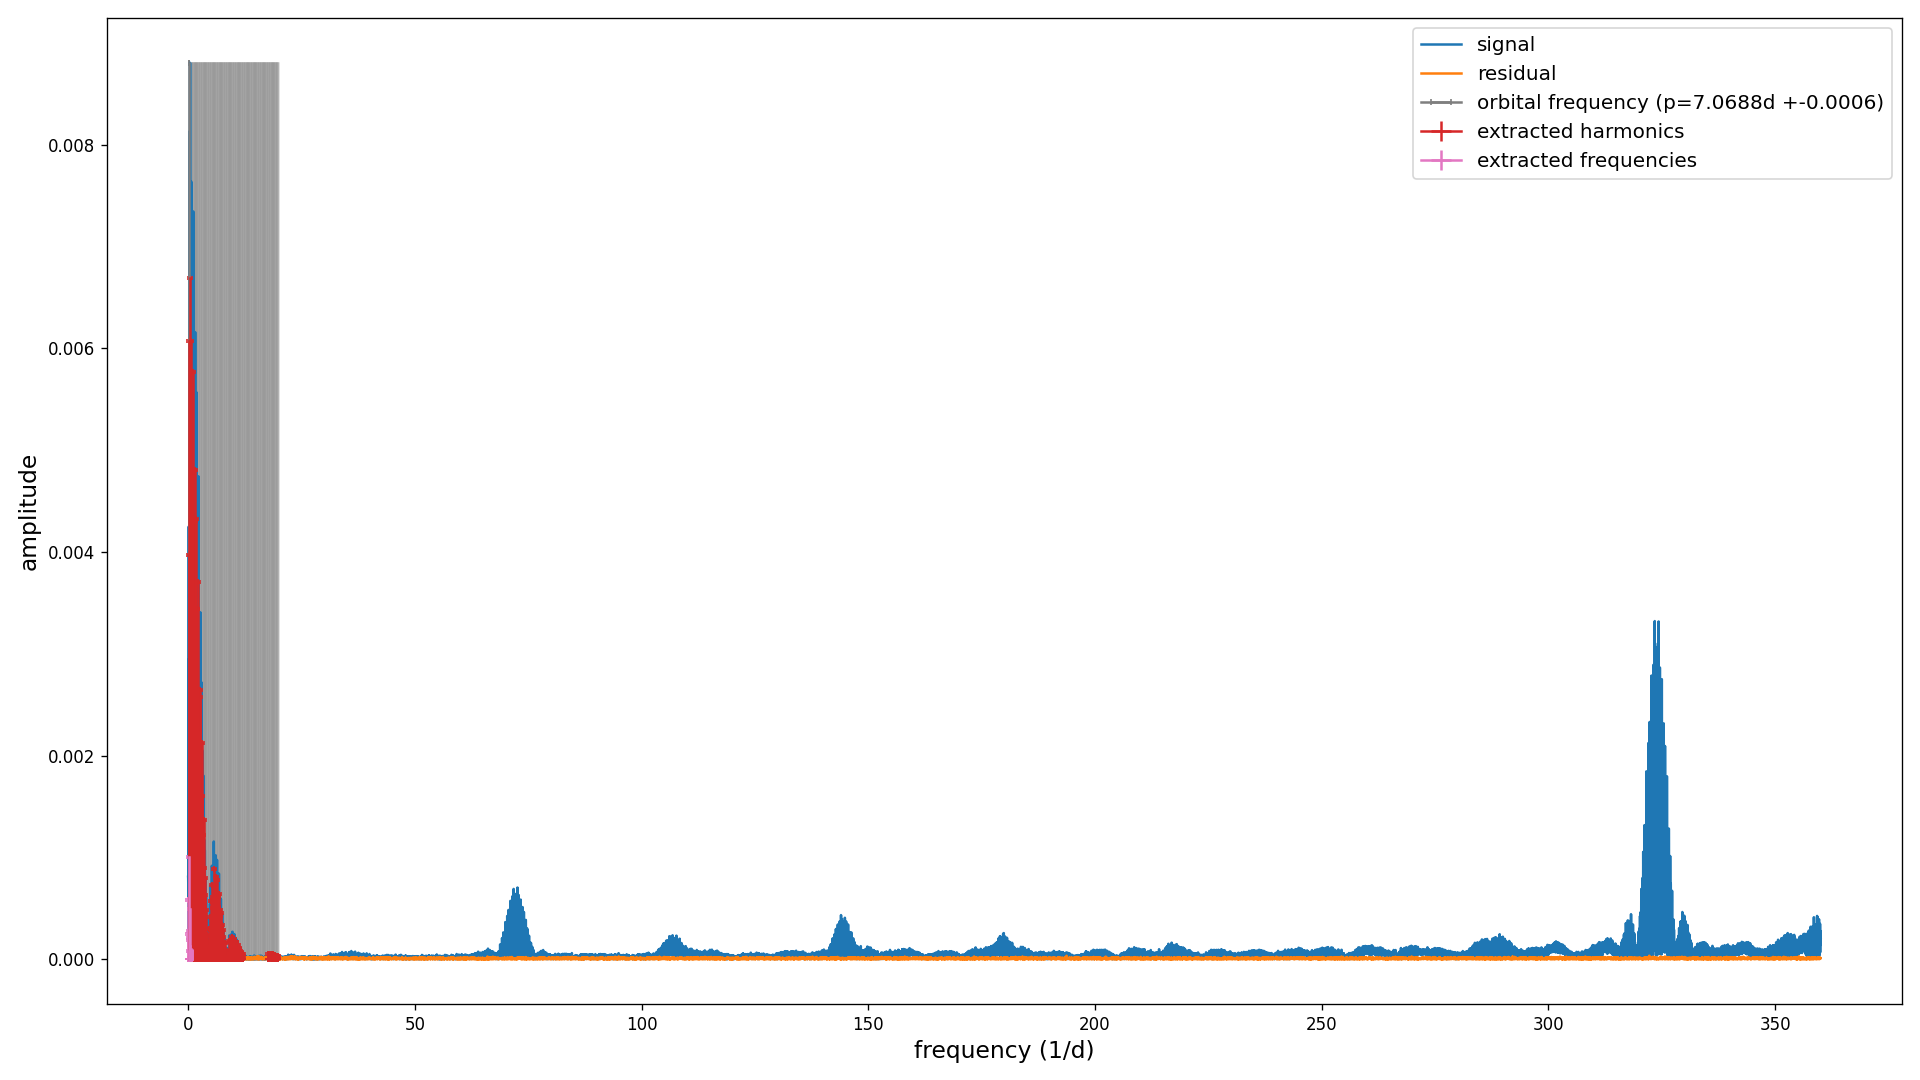 signal
residual
orbital frequency (p=7.0688d +-0.0006)
extracted harmonics
extracted frequencies
0.008
0.006
0.004
0.002
0.000
amplitude
0 50 100 150 200 250 300 350
frequency (1/d)